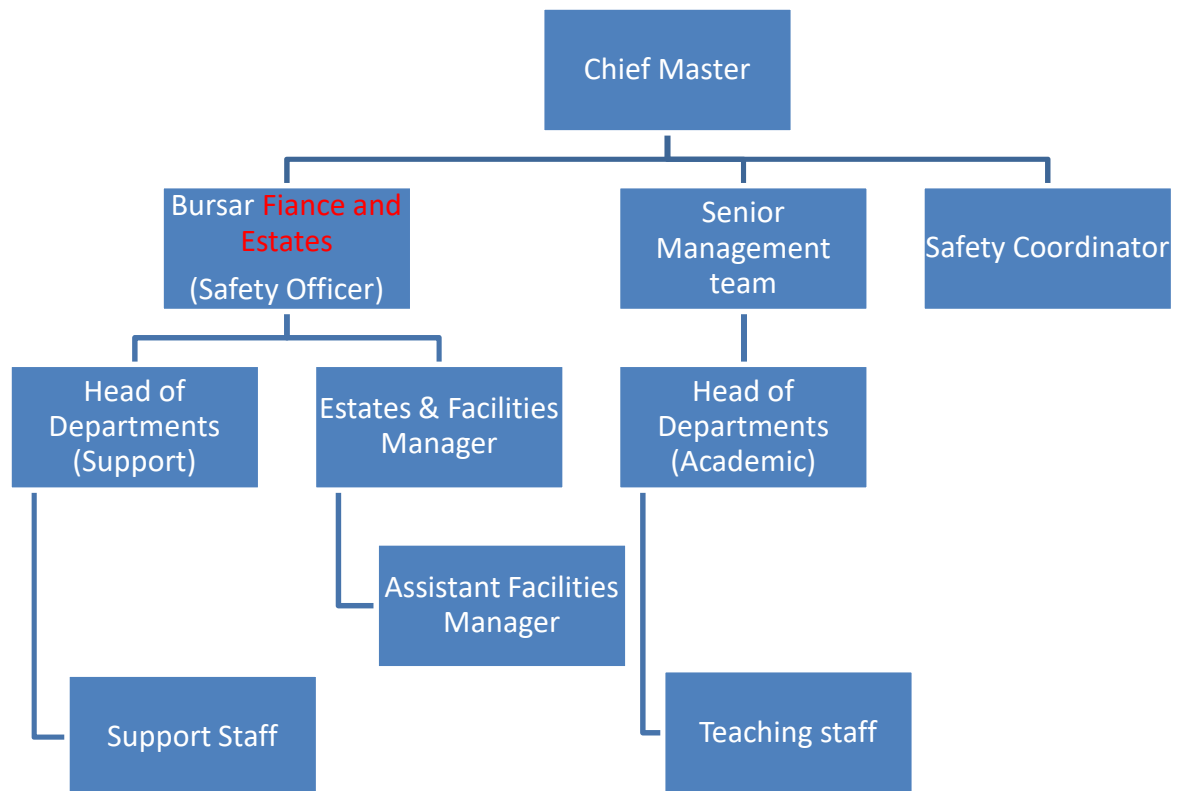 Chief Master
Bursar Fiance and
Estates
(Safety Officer)
Senior
Management
team
Safety Coordinator
Head of
Departments
(Support)
Estates & Facilities
Manager
Head of
Departments
(Academic)
Assistant Facilities
Manager
Support Staff
Teaching staff